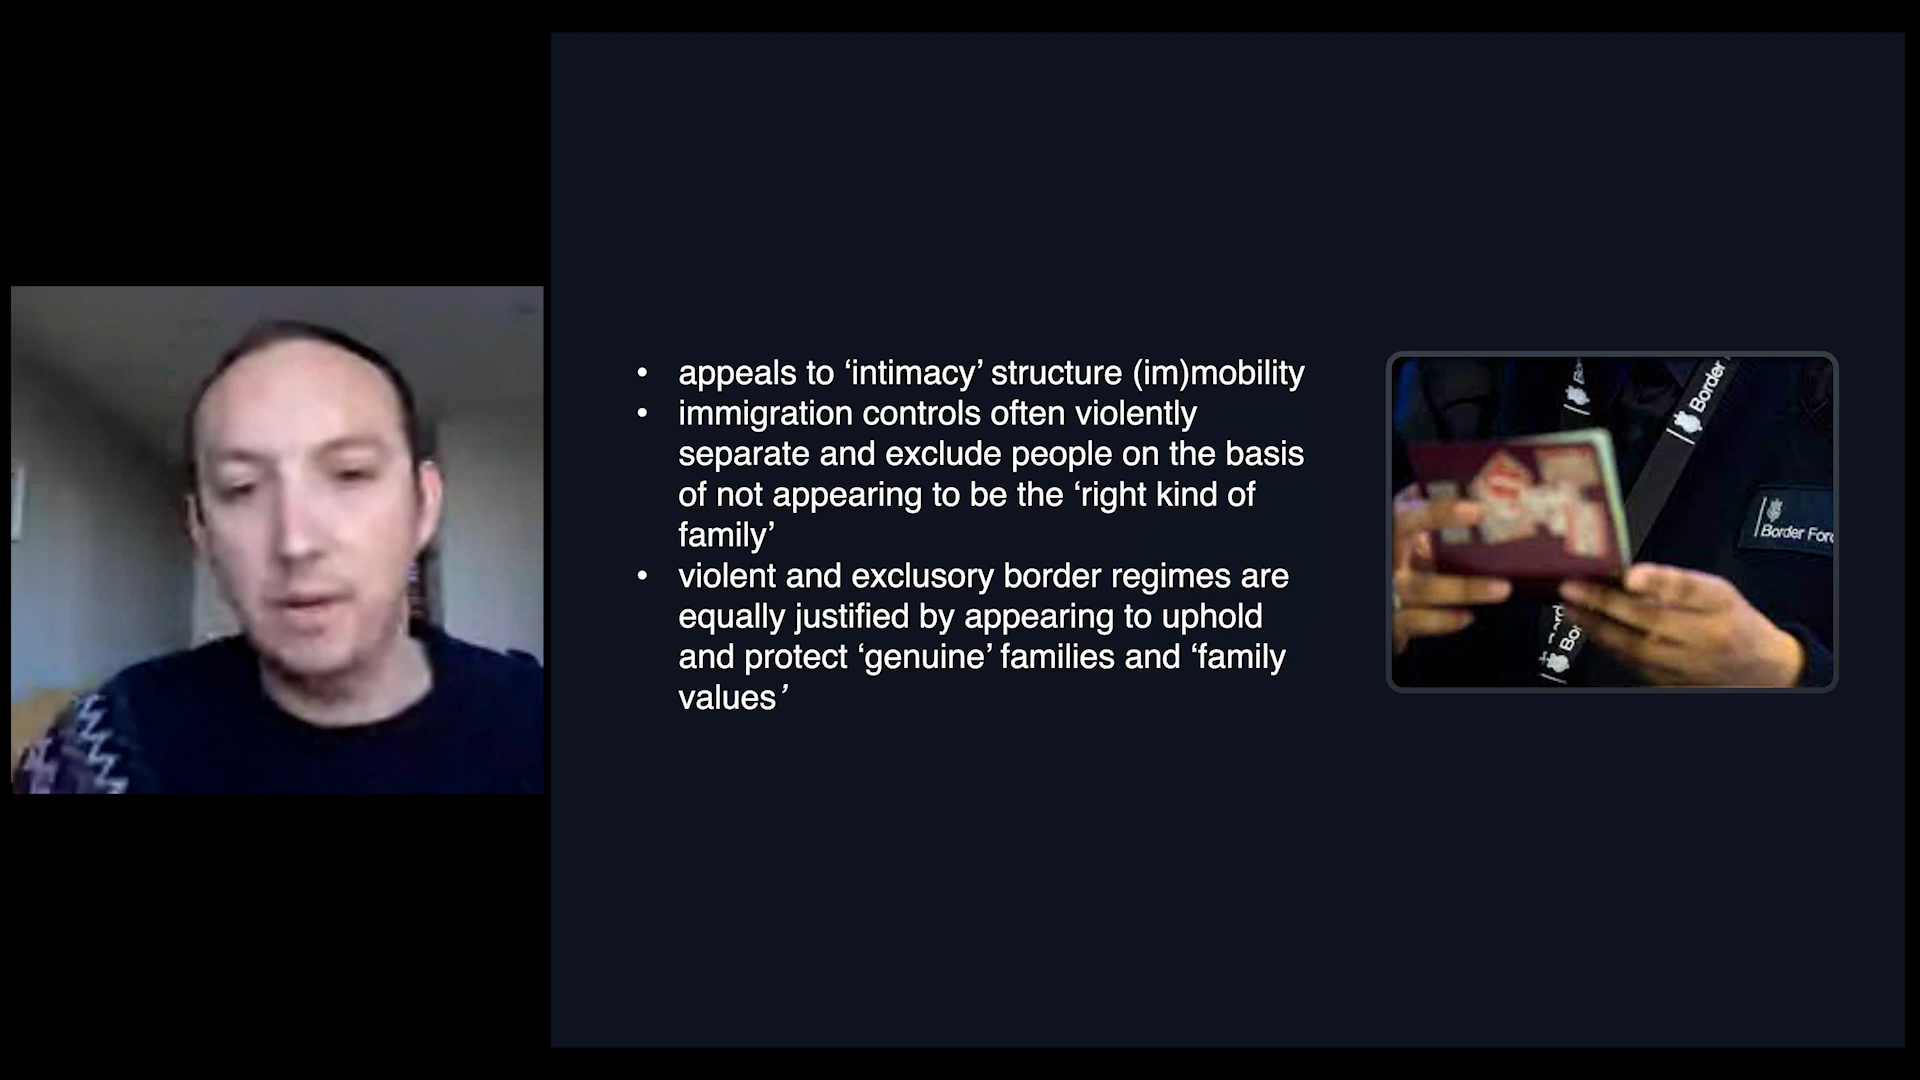 • appeals to ‘intimacy’ structure (im)mobility
• immigration controls often violently
separate and exclude people on the basis
of not appearing to be the ‘right kind of
family’
• violent and exclusory border regimes are
equally justified by appearing to uphold
and protect ‘genuine’ families and ‘family
values’
Border
Border For